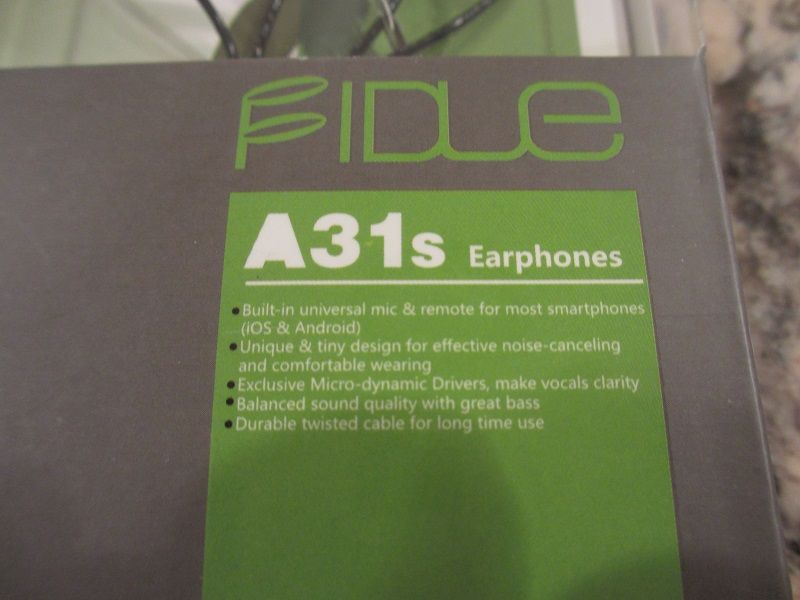 FIDUE
A31s Earphones
•Built-in universal mic & remote for most smartphones
(iOS & Android)
•Unique & tiny design for effective noise-canceling
and comfortable wearing
•Exclusive Micro-dynamic Drivers, make vocals clarity
•Balanced sound quality with great bass
•Durable twisted cable for long time use